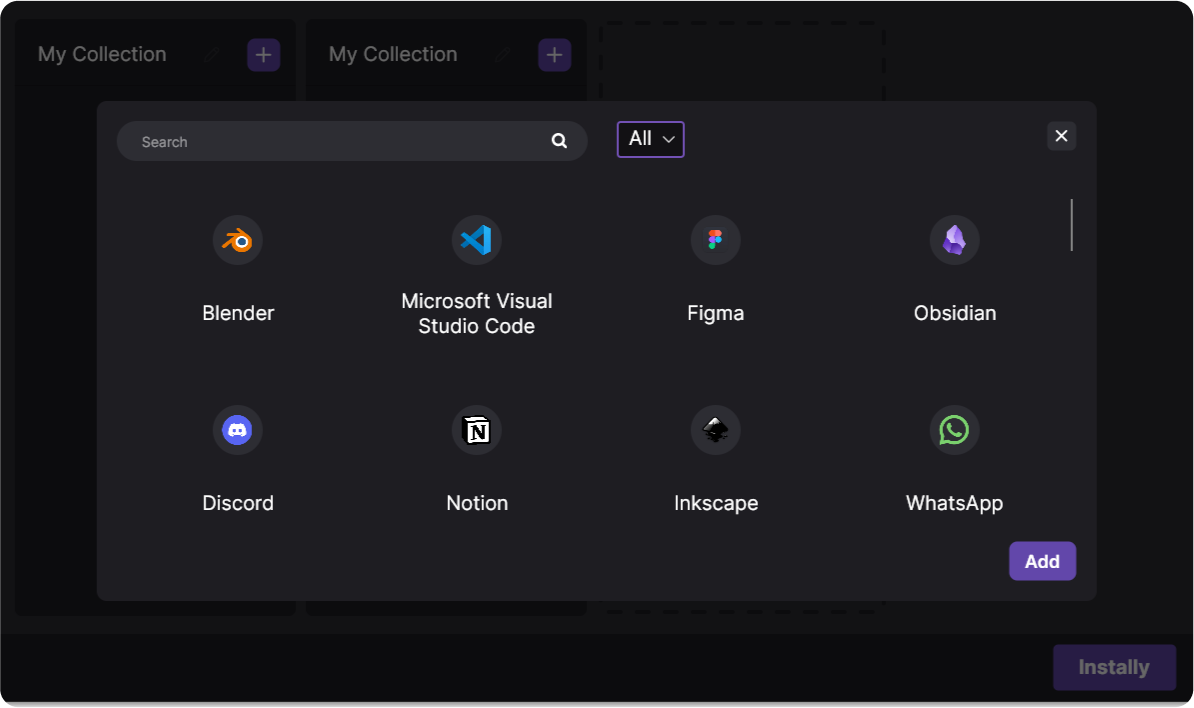 My Collection
My Collection
Search
All
Blender
Microsoft Visual
Studio Code
Figma
Obsidian
Discord
Notion
Inkscape
WhatsApp
Add
Instally